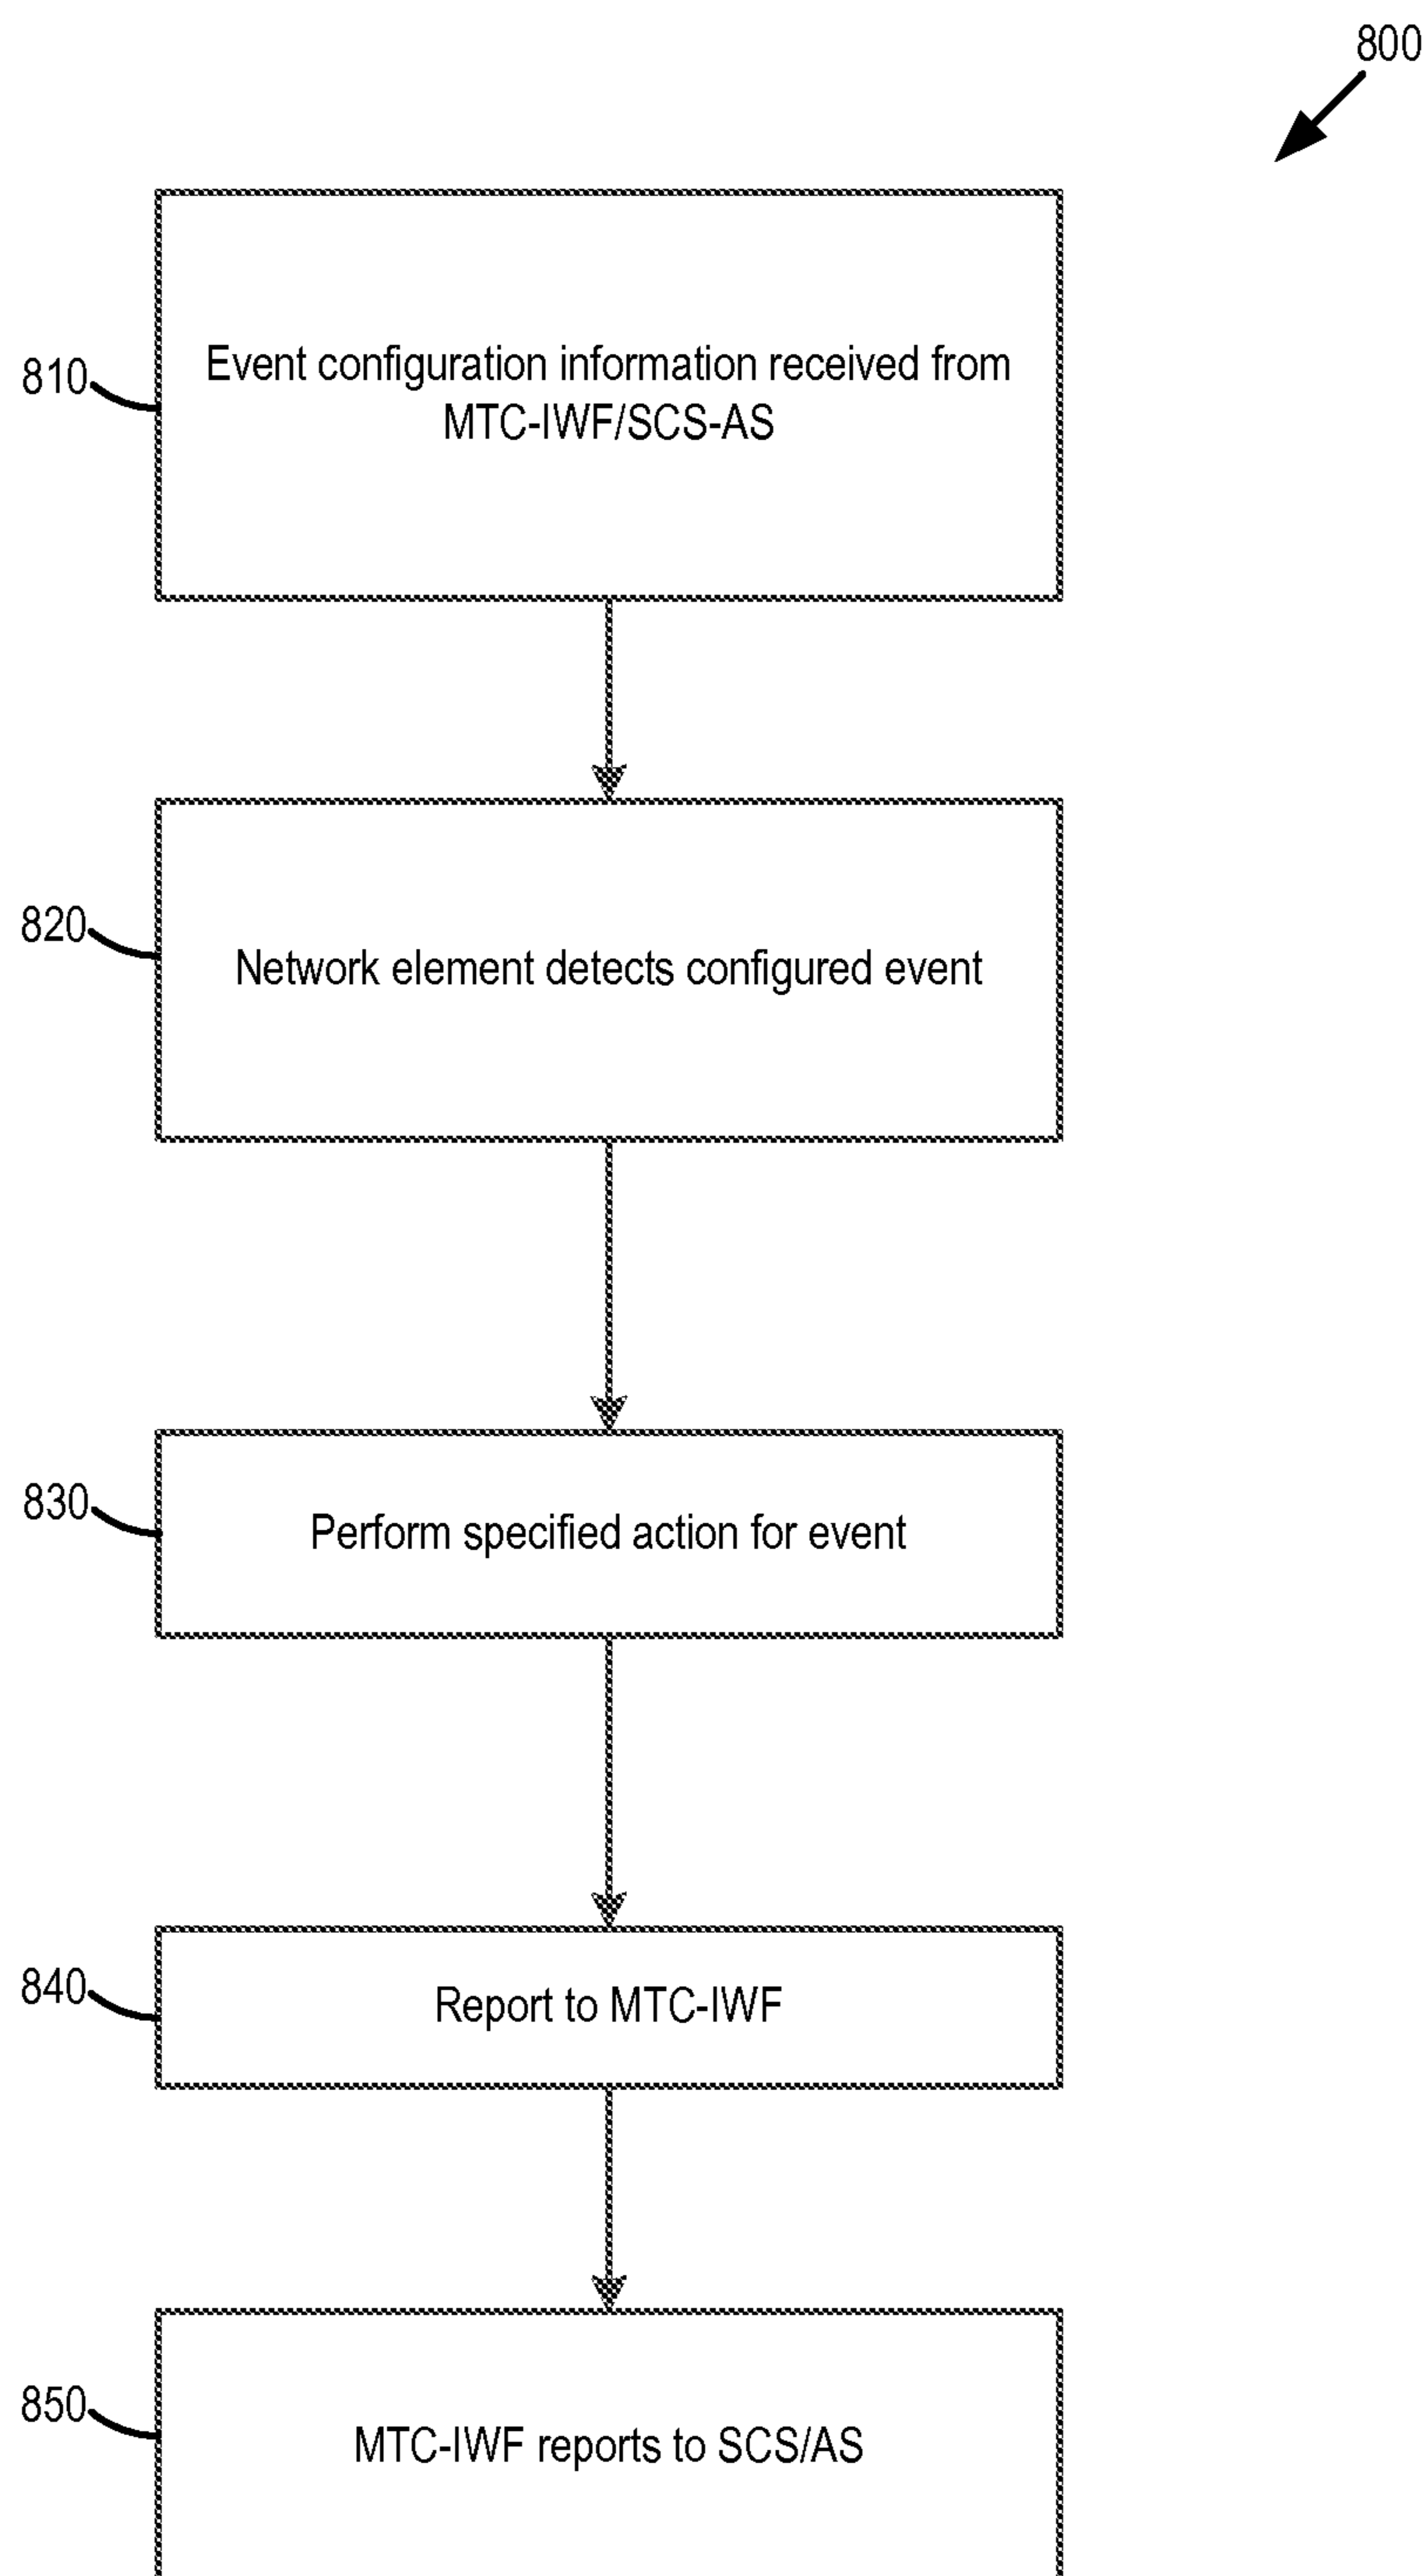 800
810
Event configuration information received from
MTC-IWF/SCS-AS
820
Network element detects configured event
830
Perform specified action for event
840
Report to MTC-IWF
850
MTC-IWF reports to SCS/AS